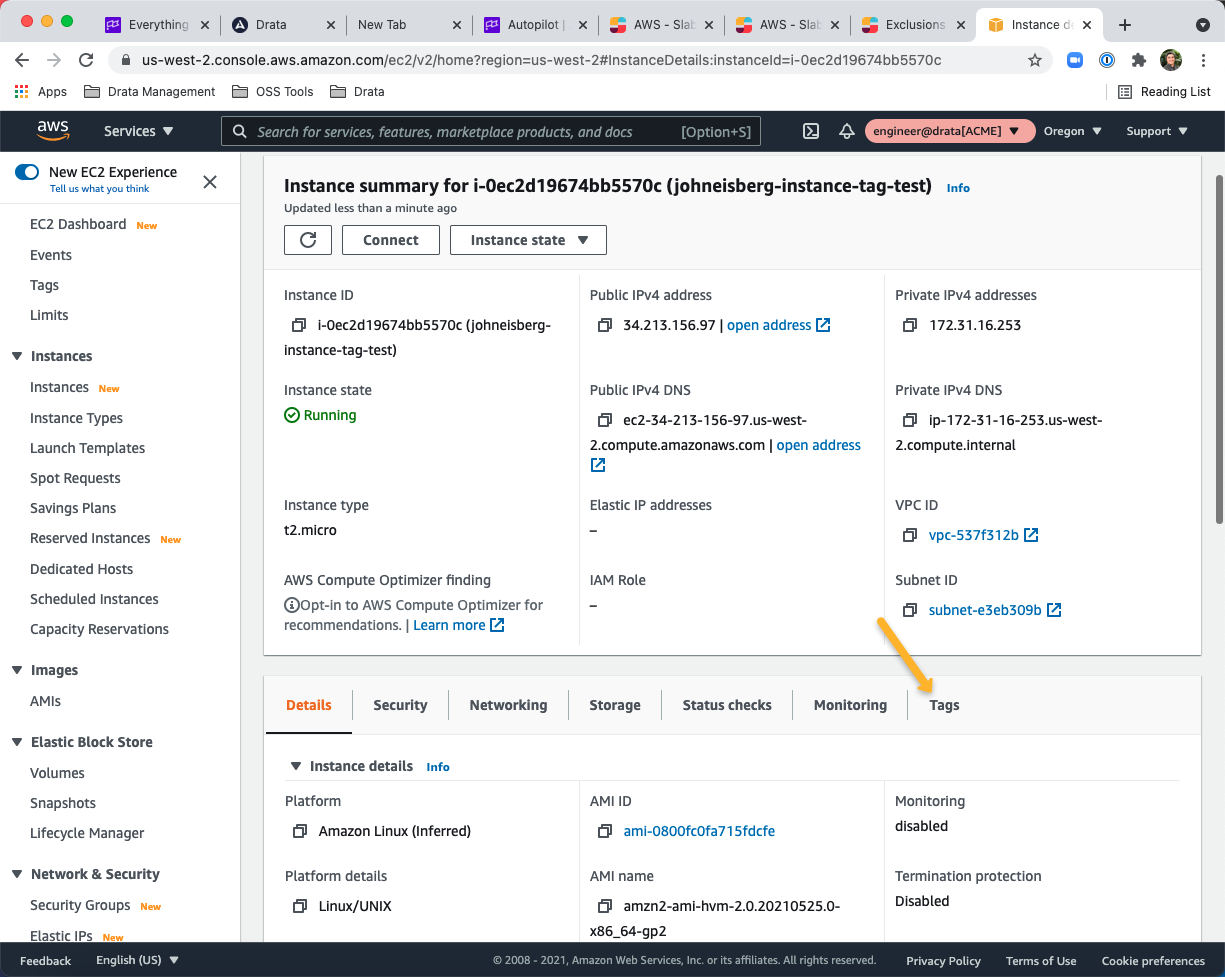 Everything
Drata
New Tab
Autopilot |
AWS - Slab
AWS - Slab
Exclusions
Instance de
us-west-2.console.aws.amazon.com/ec2/v2/home?region=us-west-2#InstanceDetails:instanceId=i-0ec2d19674bb5570c
Apps
Data Management
OSS Tools
Drata
Reading List
aws
Services
Search for services, features, marketplace products, and docs
[Option+S]
engineer@drata[ACME]
Oregon
Support
New EC2 Experience
Tell us what you think
EC2 Dashboard New
Events
Tags
Limits
Instances
Instances New
Instance Types
Launch Templates
Spot Requests
Savings Plans
Reserved Instances New
Dedicated Hosts
Scheduled Instances
Capacity Reservations
Images
AMIs
Elastic Block Store
Volumes
Snapshots
Lifecycle Manager
Network & Security
Security Groups New
Elastic IPs New
Instance summary for i-0ec2d19674bb5570c (johneisberg-instance-tag-test) Info
Updated less than a minute ago
Connect
Instance state
Instance ID
i-0ec2d19674bb5570c (johneisberg-
instance-tag-test)
Public IPv4 address
34.213.156.97 | open address
Private IPv4 addresses
172.31.16.253
Instance state
Running
Public IPv4 DNS
ec2-34-213-156-97.us-west-
2.compute.amazonaws.com | open address
Private IPv4 DNS
ip-172-31-16-253.us-west-
2.compute.internal
Instance type
t2.micro
Elastic IP addresses
–
VPC ID
vpc-537f312b
AWS Compute Optimizer finding
Opt-in to AWS Compute Optimizer for
recommendations. | Learn more
IAM Role
–
Subnet ID
subnet-e3eb309b
Details
Security
Networking
Storage
Status checks
Monitoring
Tags
Instance details Info
Platform
Amazon Linux (Inferred)
AMI ID
ami-0800fc0fa715fdcfe
Monitoring
disabled
Platform details
Linux/UNIX
AMI name
amzn2-ami-hvm-2.0.20210525.0-
x86_64-gp2
Termination protection
Disabled
Feedback
English (US)
© 2008 - 2021, Amazon Web Services, Inc. or its affiliates. All rights reserved.
Privacy Policy
Terms of Use
Cookie preferences